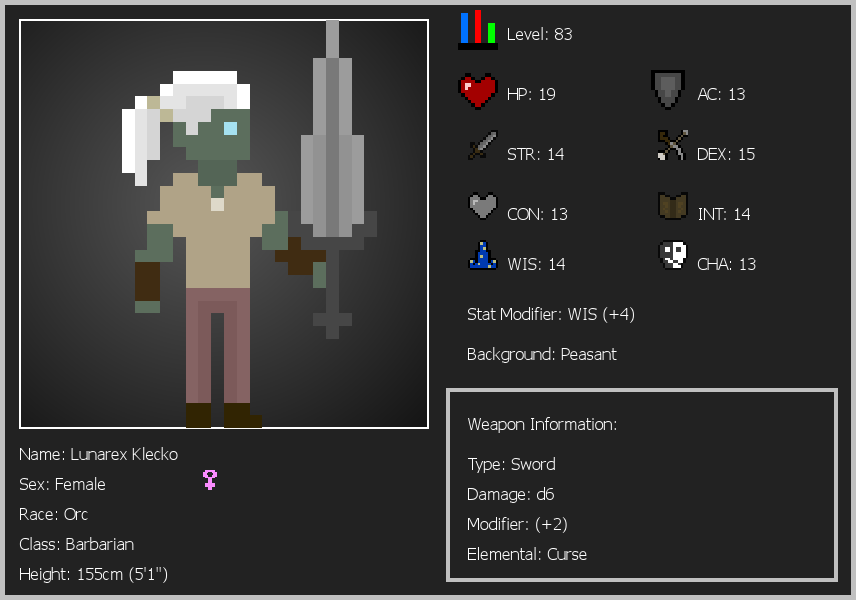 Level: 83
HP: 19
AC: 13
STR: 14
DEX: 15
CON: 13
INT: 14
WIS: 14
CHA: 13
Stat Modifier: WIS (+4)
Background: Peasant
Weapon Information:
Type: Sword
Damage: d6
Modifier: (+2)
Elemental: Curse
Name: Lunarex Klecko
Sex: Female
Race: Orc
Class: Barbarian
Height: 155cm (5'1")